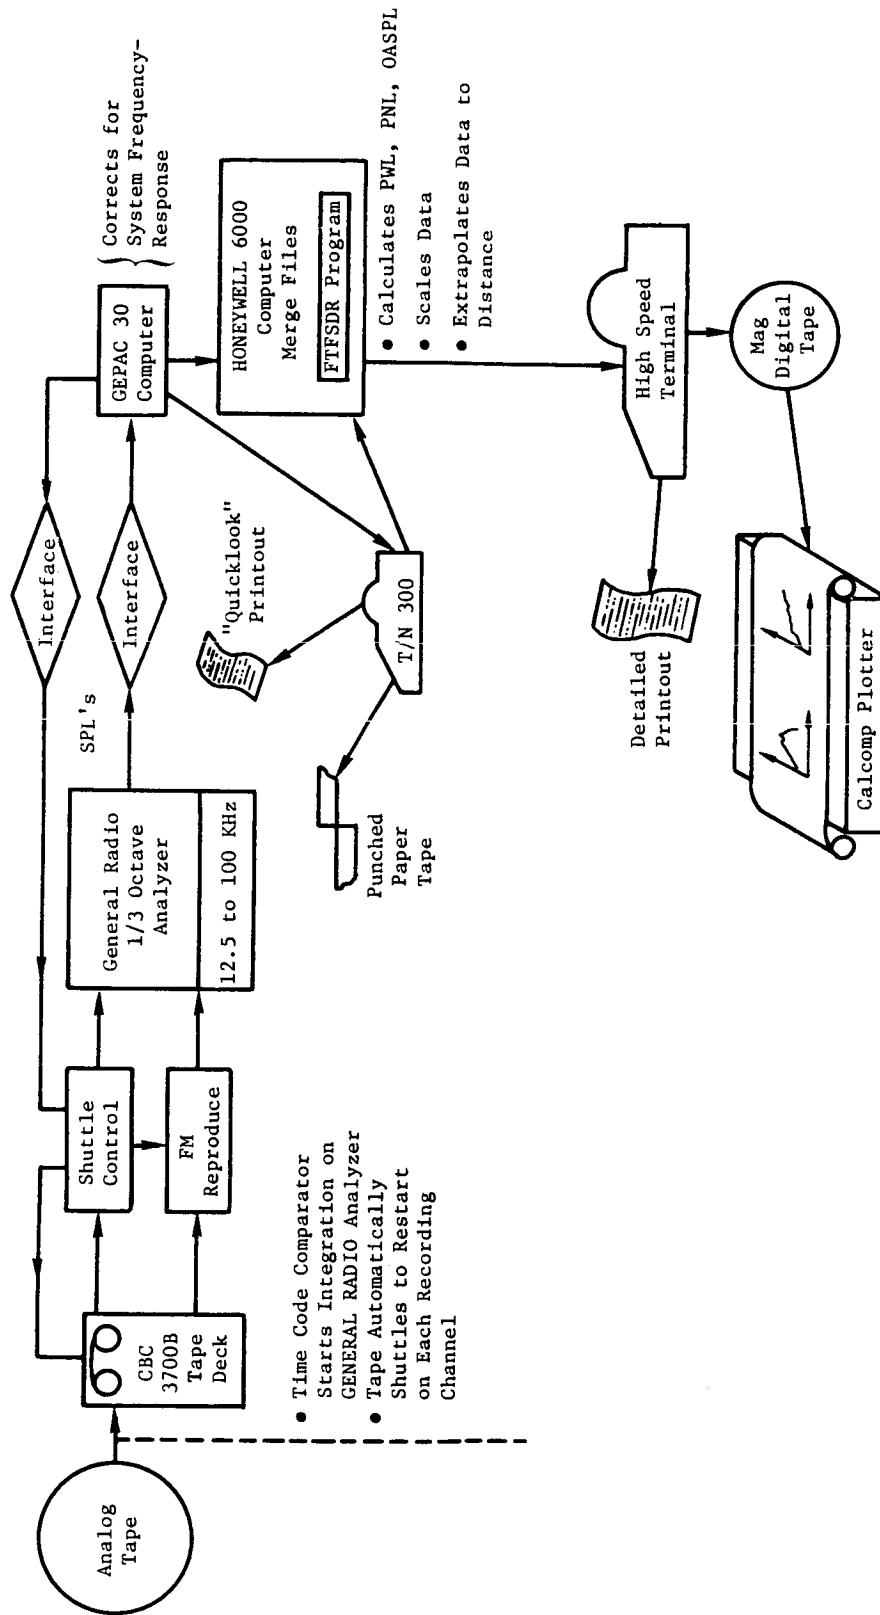 Analog
Tape
CBC
3700B
Tape
Deck
Shuttle
Control
FM
Reproduce
General Radio
1/3 Octave
Analyzer
12.5 to 100 KHz
SPL's
Interface
Interface
GEPAC 30
Computer
Corrects for
System Frequency-
Response
• Time Code Comparator
Starts Integration on
GENERAL RADIO Analyzer
• Tape Automatically
Shuttles to Restart
on Each Recording
Channel
"Quicklook"
Printout
T/N 300
Punched
Paper
Tape
HONEYWELL 6000
Computer
Merge Files
FTFSDR Program
• Calculates PWL, PNL, OASPL
• Scales Data
• Extrapolates Data to
Distance
High Speed
Terminal
Detailed
Printout
Mag
Digital
Tape
Calcomp Plotter